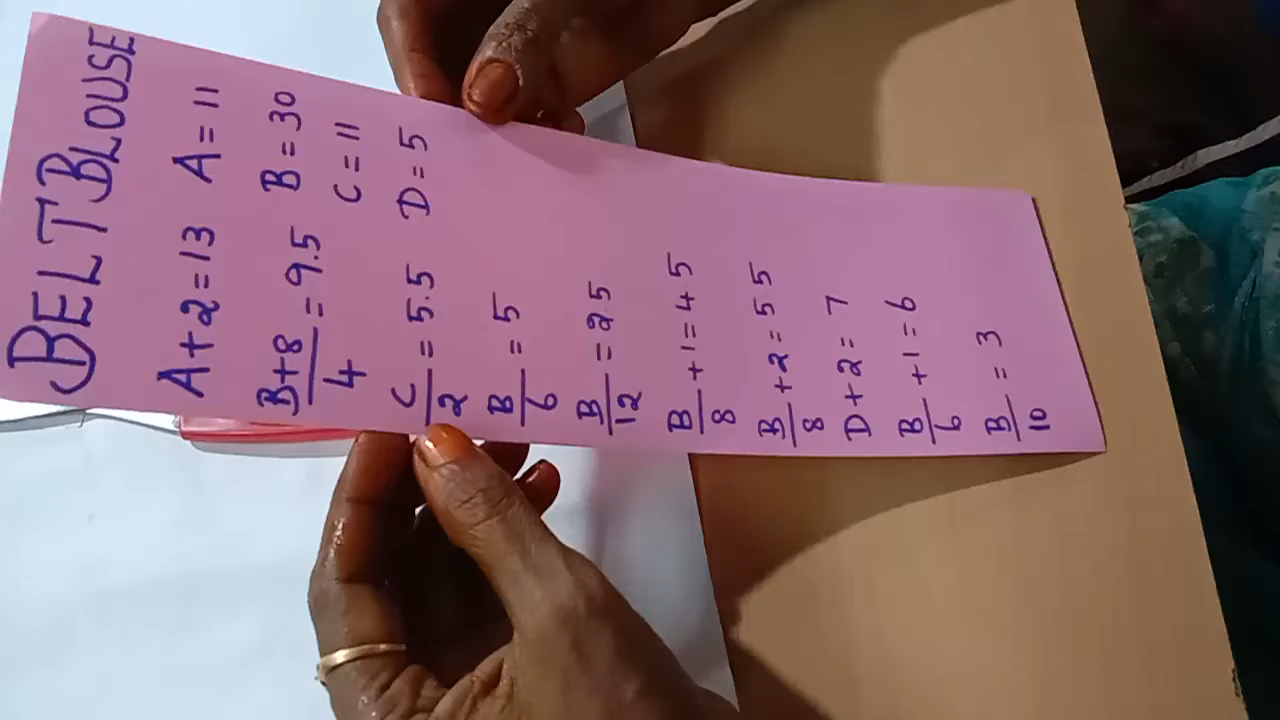 BELT BLOUSE
A+2=13 A=11
B+8/4 = 9.5 B=30
C=11
C/2 = 5.5 D=5
B/6 = 5
B/12 = 2.5
B/8 +1 = 4 5
B/8 +2 = 5 5
D+2 = 7
B/6 +1 = 6
B/10 = 3